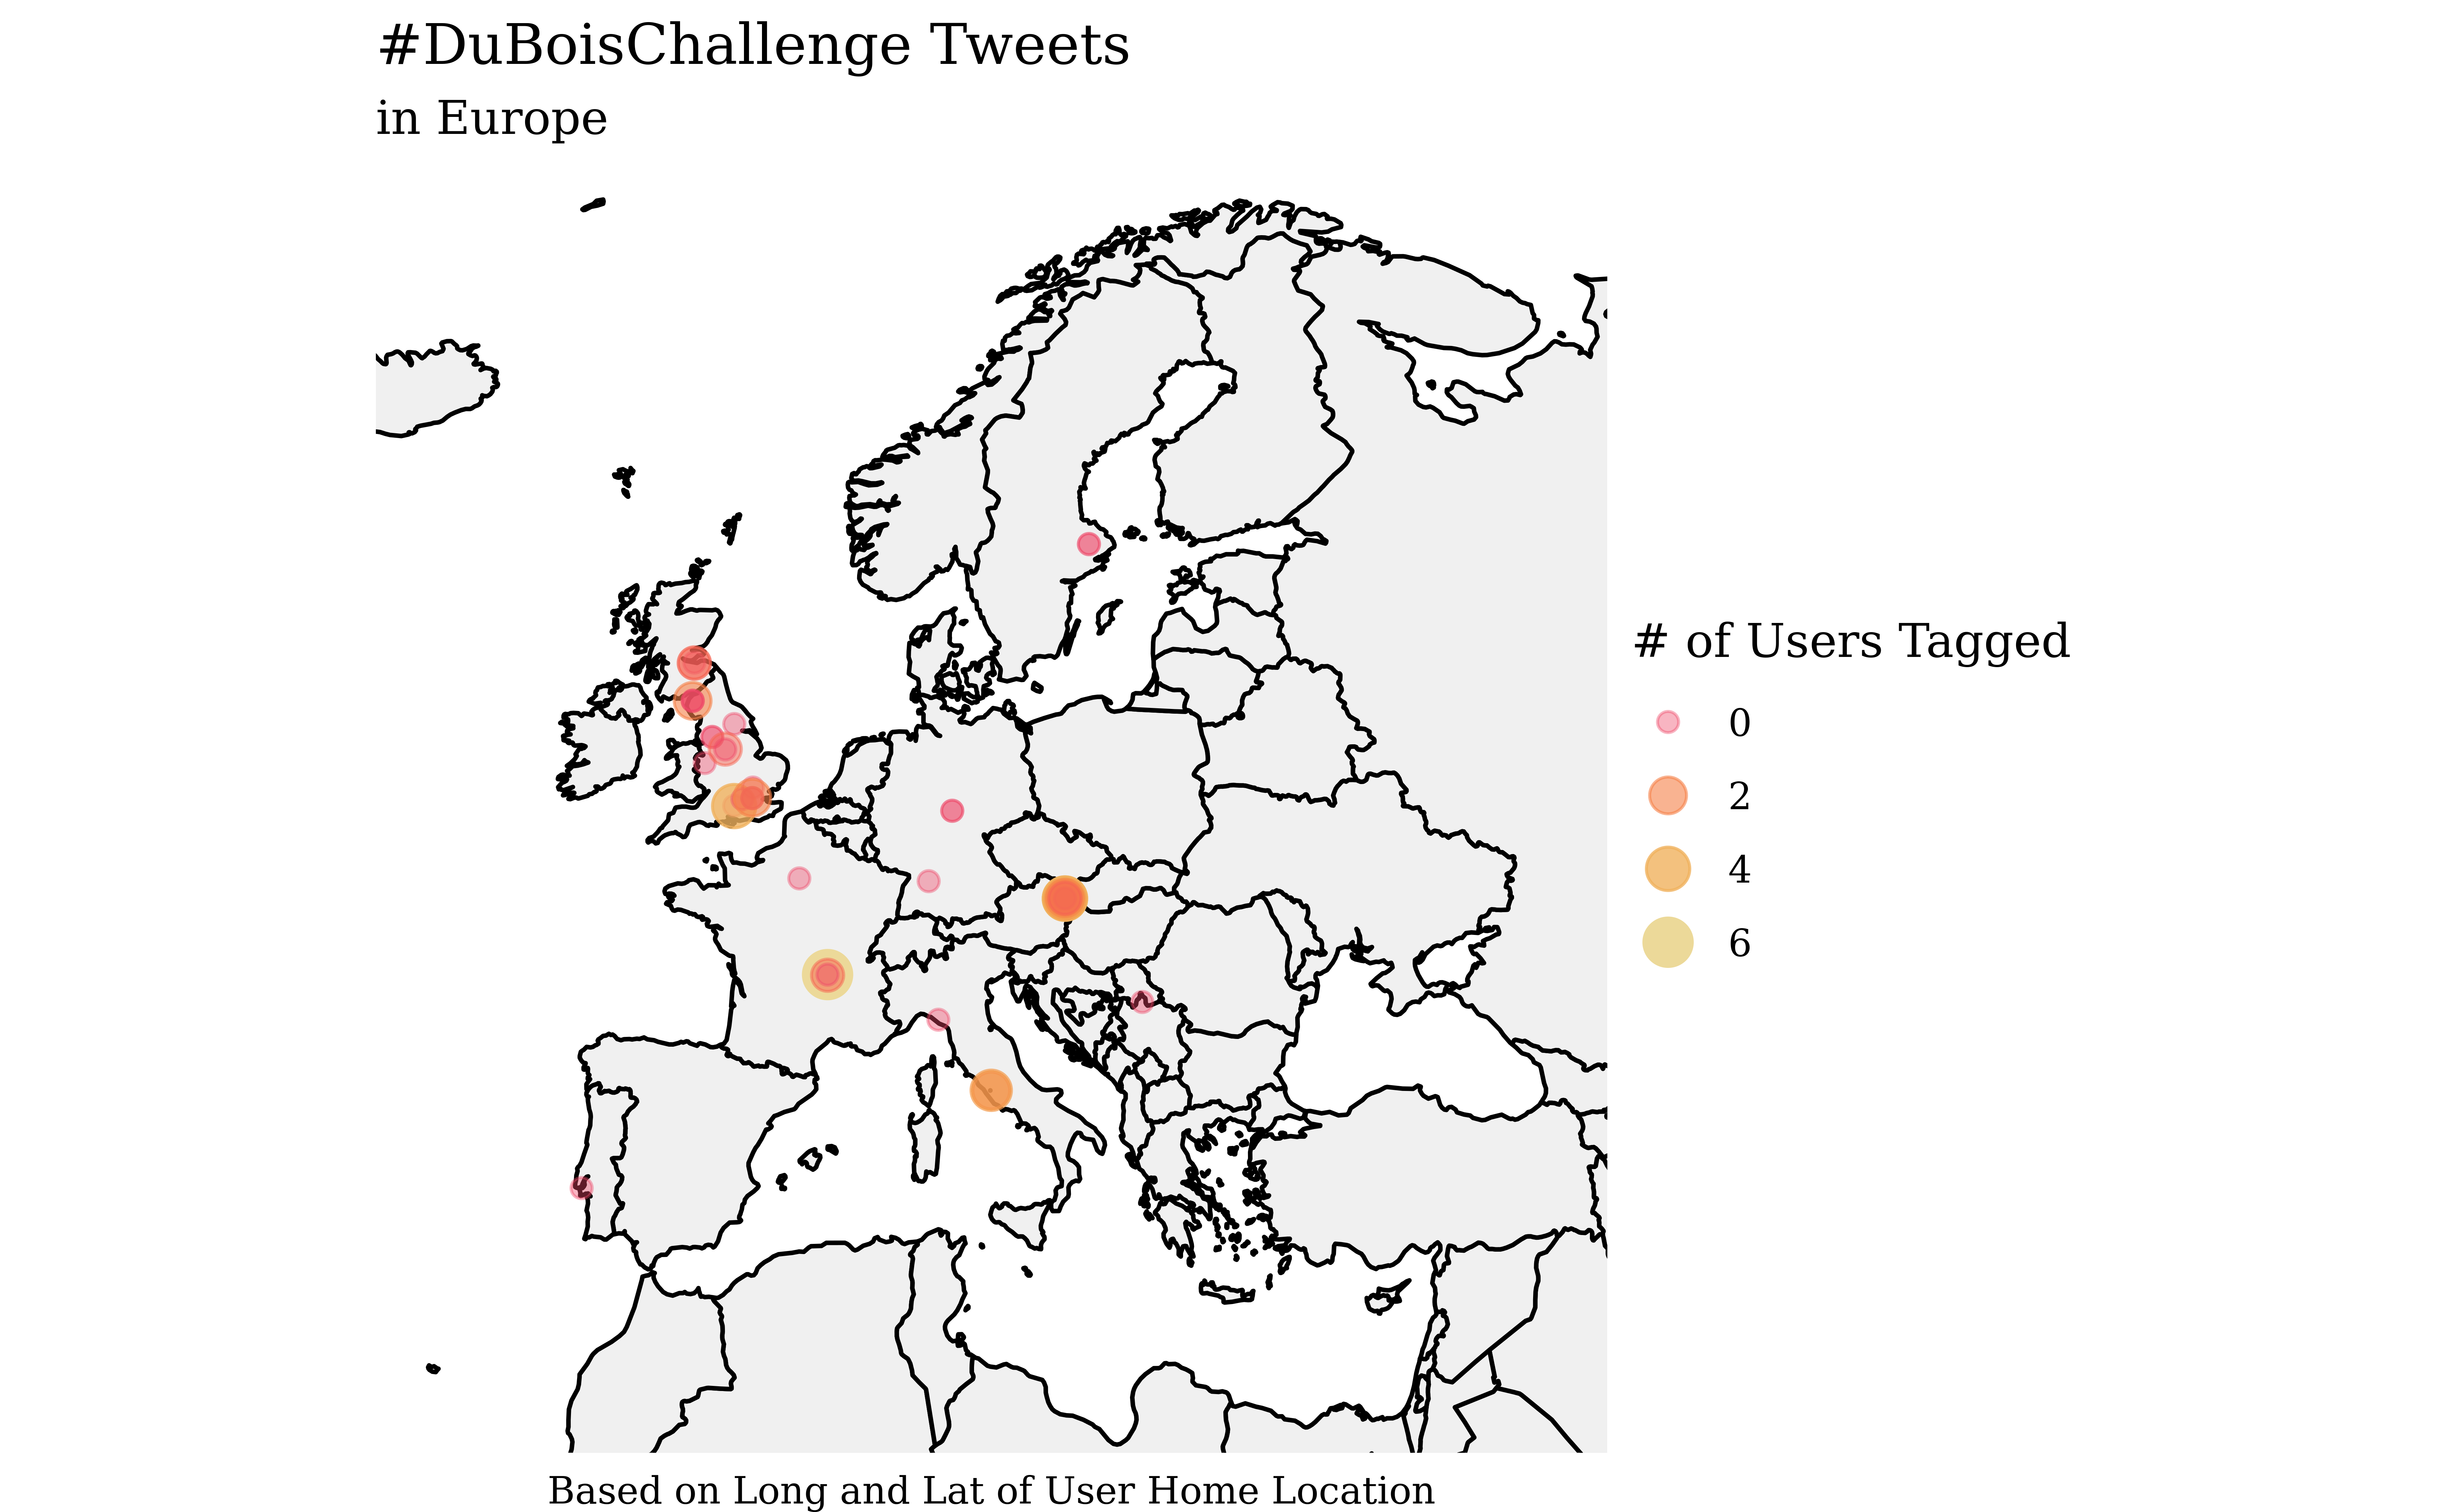 #DuBoisChallenge Tweets
in Europe
# of Users Tagged
0
2
4
6
Based on Long and Lat of User Home Location